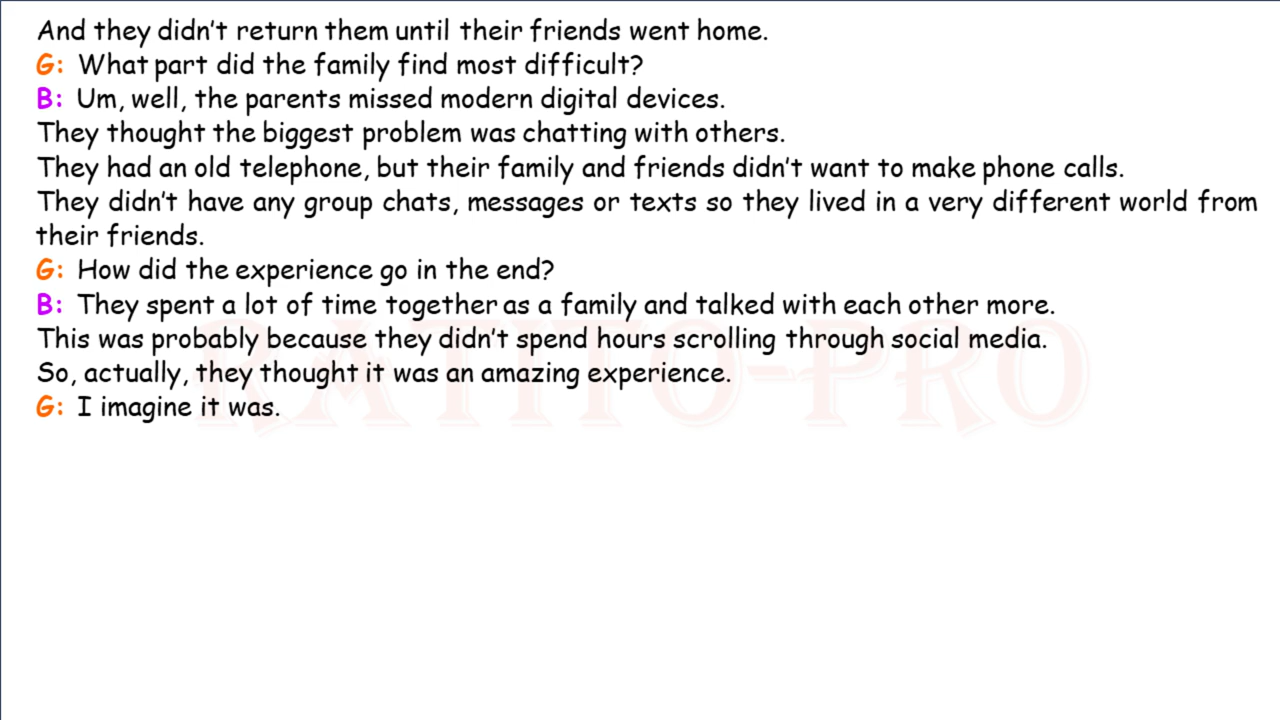 And they didn't return them until their friends went home.
G: What part did the family find most difficult?
B: Um, well, the parents missed modern digital devices.
They thought the biggest problem was chatting with others.
They had an old telephone, but their family and friends didn't want to make phone calls.
They didn't have any group chats, messages or texts so they lived in a very different world from
their friends.
G: How did the experience go in the end?
B: They spent a lot of time together as a family and talked with each other more.
This was probably because they didn't spend hours scrolling through social media.
So, actually, they thought it was an amazing experience.
G: I imagine it was.
RATITO-PRO